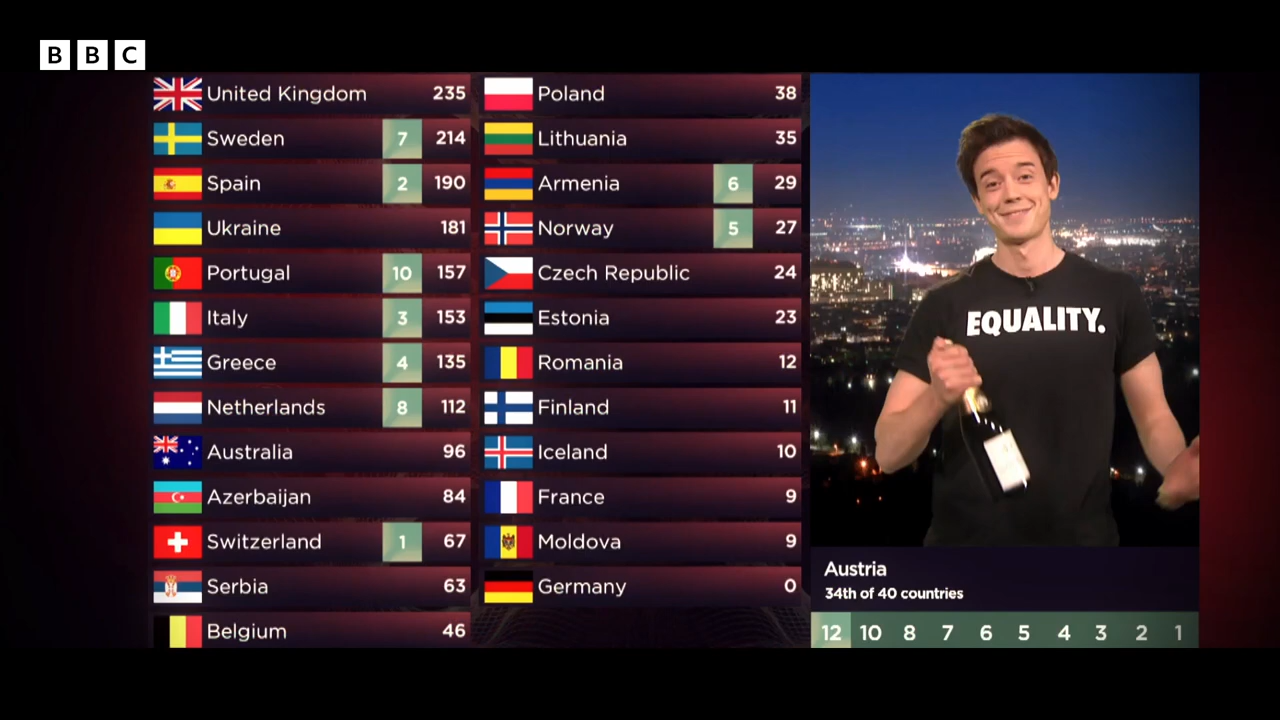 BBC
United Kingdom 235
Sweden 7 214
Spain 2 190
Ukraine 181
Portugal 10 157
Italy 3 153
Greece 4 135
Netherlands 8 112
Australia 96
Azerbaijan 84
Switzerland 1 67
Serbia 63
Belgium 46
Poland 38
Lithuania 35
Armenia 6 29
Norway 5 27
Czech Republic 24
Estonia 23
Romania 12
Finland 11
Iceland 10
France 9
Moldova 9
Germany 0
EQUALITY.
Austria
34th of 40 countries
12 10 8 7 6 5 4 3 2 1